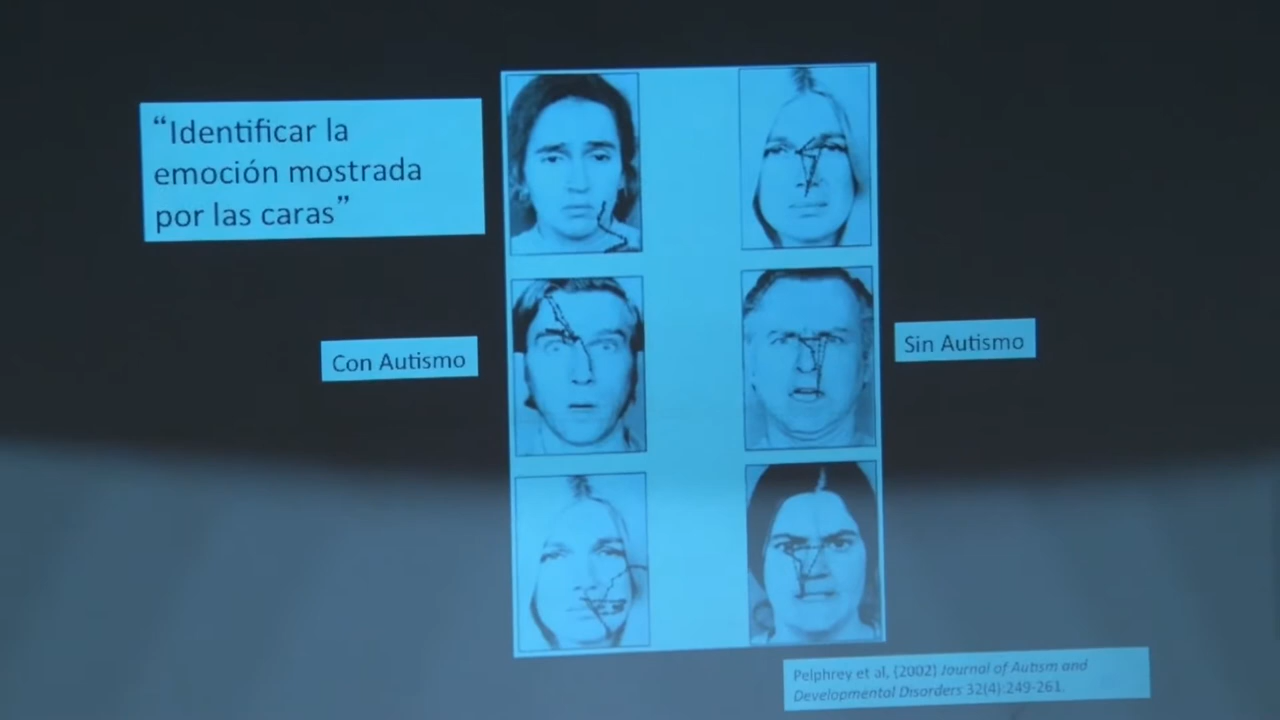 “Identificar la
emoción mostrada
por las caras”
Con Autismo
Sin Autismo
Pelphrey et al, (2002) Journal of Autism and
Developmental Disorders 32(4):249-261.